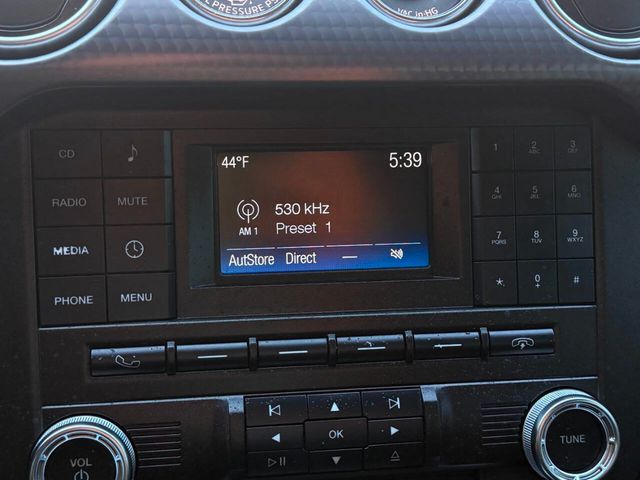 L PRESSURE PS
VAC in-HG
CD
RADIO MUTE
MEDIA
PHONE MENU
44°F 5:39
530 kHz
AM 1 Preset 1
AutStore Direct —
1 2 ABC 3 DEF
4 GHI 5 JKL 6 MNO
7 PQRS 8 TUV 9 WXYZ
* 0 + #
OK
VOL
TUNE